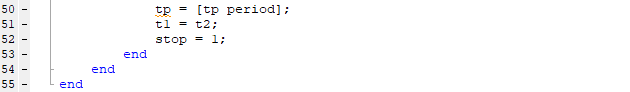 50 - tp = [tp period];
51 - t1 = t2;
52 - stop = 1;
53 - end
54 - end
55 - end